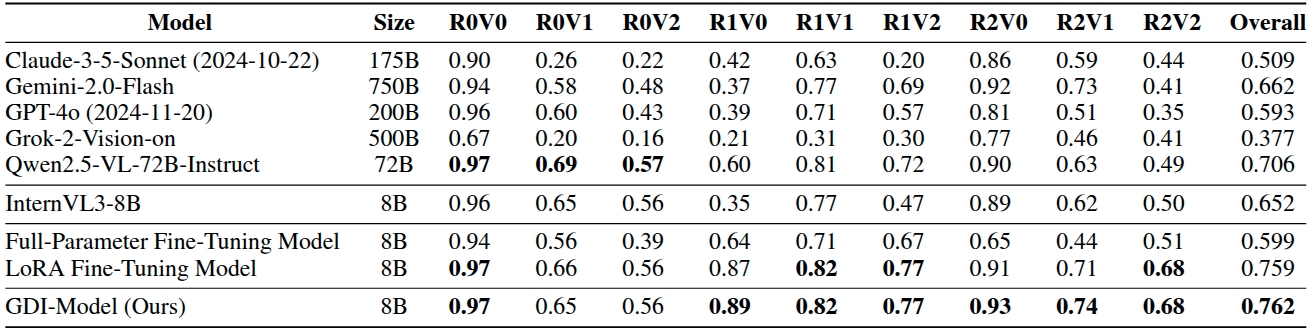 Model Size R0V0 R0V1 R0V2 R1V0 R1V1 R1V2 R2V0 R2V1 R2V2 Overall
Claude-3-5-Sonnet (2024-10-22) 175B 0.90 0.26 0.22 0.42 0.63 0.20 0.86 0.59 0.44 0.509
Gemini-2.0-Flash 750B 0.94 0.58 0.48 0.37 0.77 0.69 0.92 0.73 0.41 0.662
GPT-4o (2024-11-20) 200B 0.96 0.60 0.43 0.39 0.71 0.57 0.81 0.51 0.35 0.593
Grok-2-Vision-on 500B 0.67 0.20 0.16 0.21 0.31 0.30 0.77 0.46 0.41 0.377
Qwen2.5-VL-72B-Instruct 72B 0.97 0.69 0.57 0.60 0.81 0.72 0.90 0.63 0.49 0.706
InternVL3-8B 8B 0.96 0.65 0.56 0.35 0.77 0.47 0.89 0.62 0.50 0.652
Full-Parameter Fine-Tuning Model 8B 0.94 0.56 0.39 0.64 0.71 0.67 0.65 0.44 0.51 0.599
LoRA Fine-Tuning Model 8B 0.97 0.66 0.56 0.87 0.82 0.77 0.91 0.71 0.68 0.759
GDI-Model (Ours) 8B 0.97 0.65 0.56 0.89 0.82 0.77 0.93 0.74 0.68 0.762